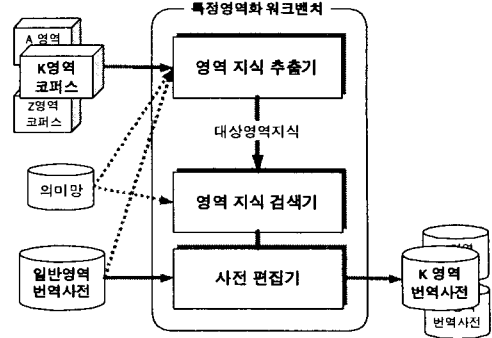 특정영역화 워크벤치
A 영역
K영역
코퍼스
Z영역
코퍼스
영역 지식 추출기
대상영역지식
의미망
영역 지식 검색기
일반영역
번역사전
사전 편집기
K 영역
번역사전
번역사전